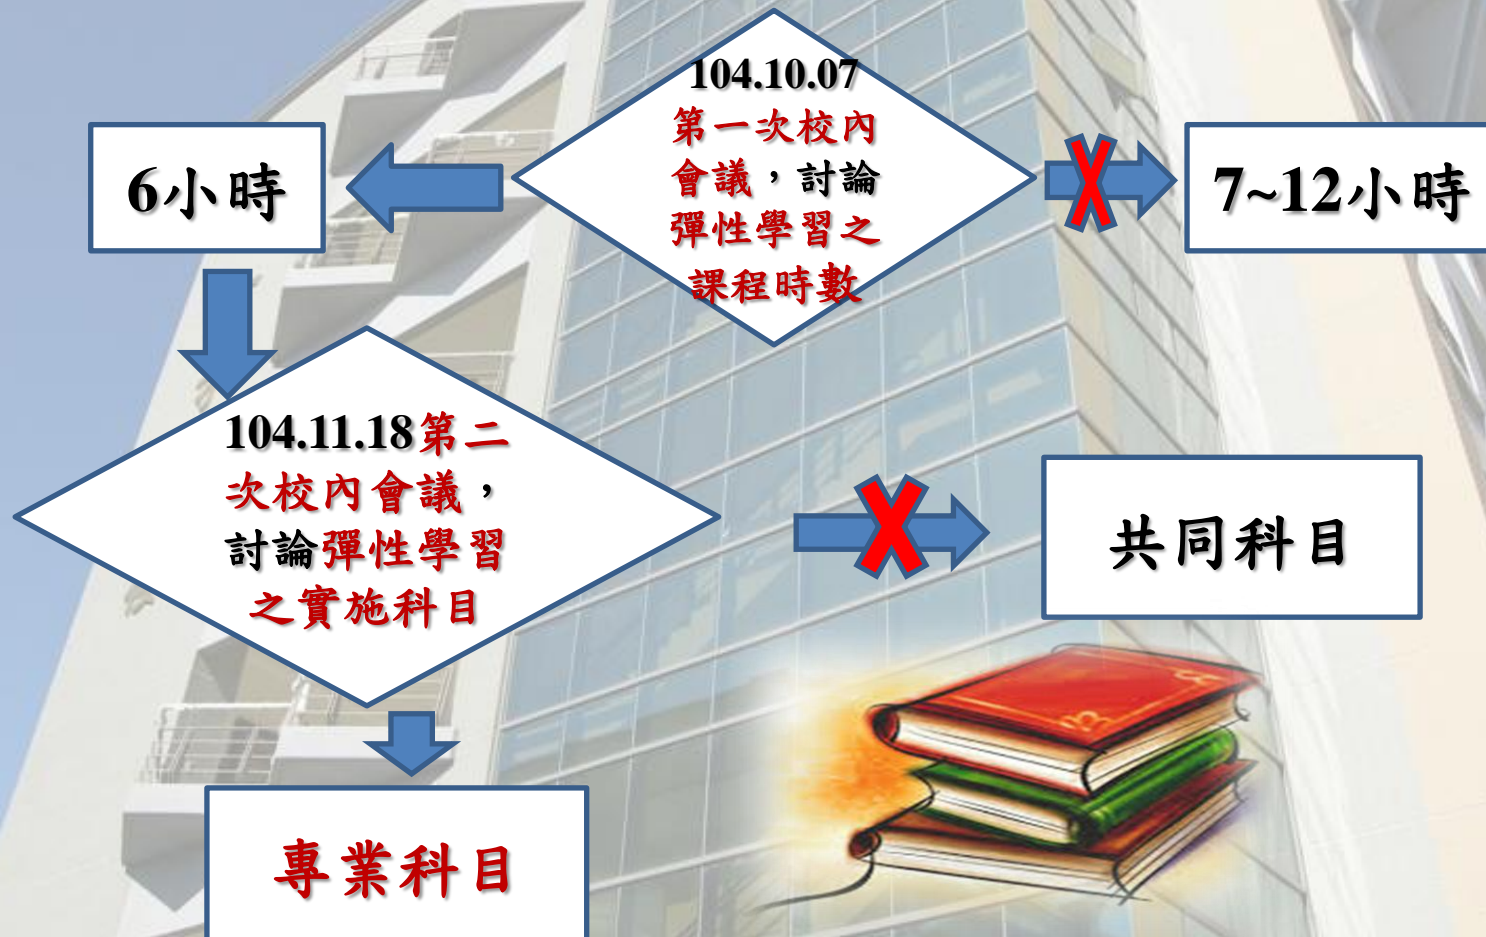 104.10.07
第一次校內
會議，討論
彈性學習之
課程時數
6小時
7~12小時
104.11.18第二
次校內會議，
討論彈性學習
之實施科目
共同科目
專業科目